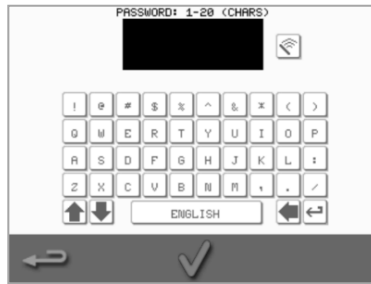 PASSWORD: 1-20 (CHARS)
! @ # $ % ^ & * ( )
Q W E R T Y U I O P
A S D F G H J K L :
Z X C V B N M , . /
ENGLISH